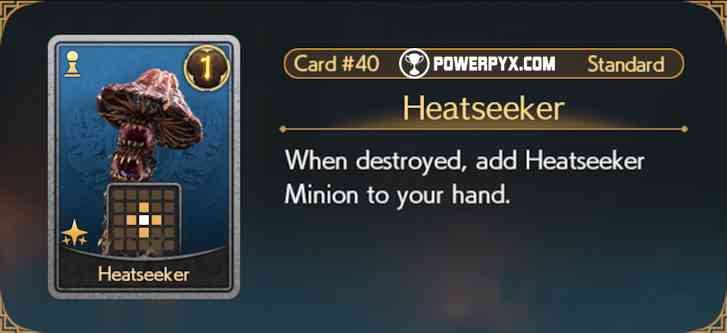 1
Heatseeker
Card #40 POWERPYX.COM Standard
Heatseeker
When destroyed, add Heatseeker
Minion to your hand.